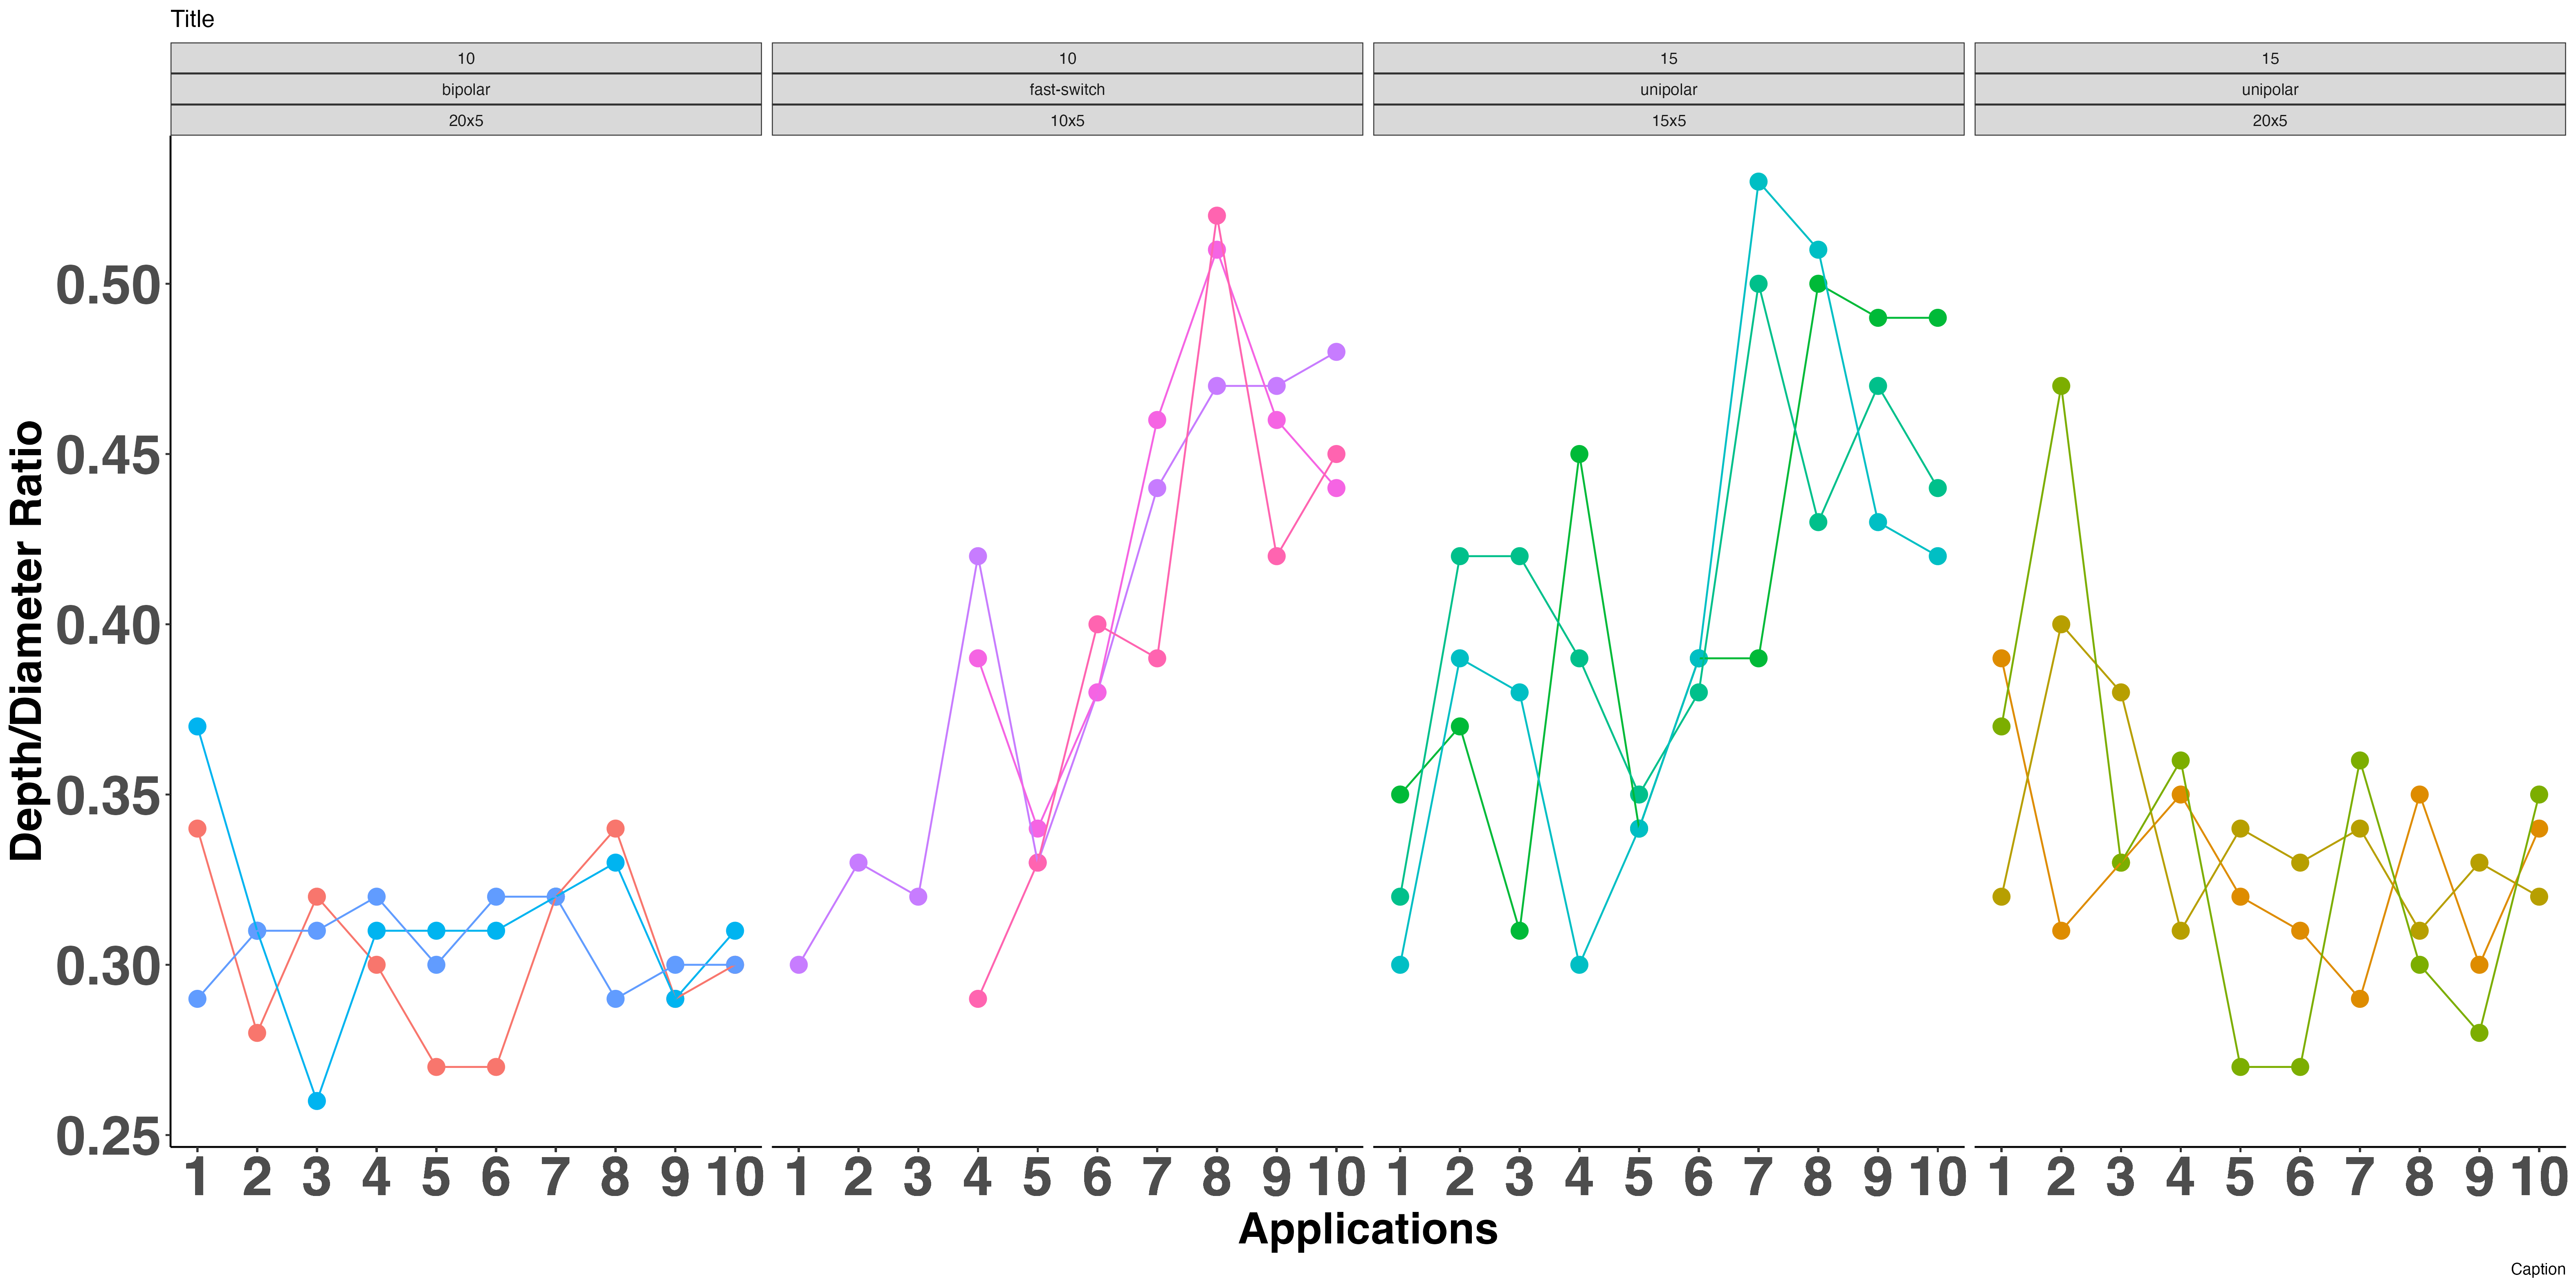 Title
10 10 15 15
bipolar fast-switch unipolar unipolar
20x5 10x5 15x5 20x5
Depth/Diameter Ratio
0.50
0.45
0.40
0.35
0.30
0.25
1 2 3 4 5 6 7 8 9 10 1 2 3 4 5 6 7 8 9 10 1 2 3 4 5 6 7 8 9 10 1 2 3 4 5 6 7 8 9 10
Applications
Caption